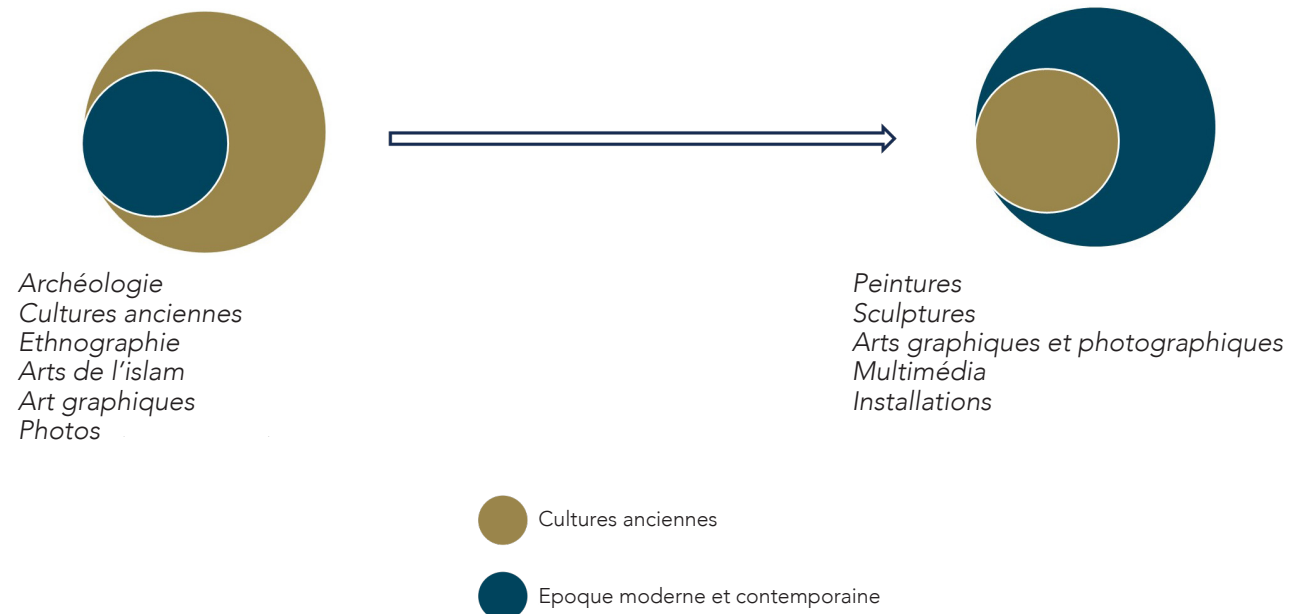 Archéologie
Cultures anciennes
Ethnographie
Arts de l'islam
Art graphiques
Photos
Peintures
Sculptures
Arts graphiques et photographiques
Multimédia
Installations
Cultures anciennes
Epoque moderne et contemporaine